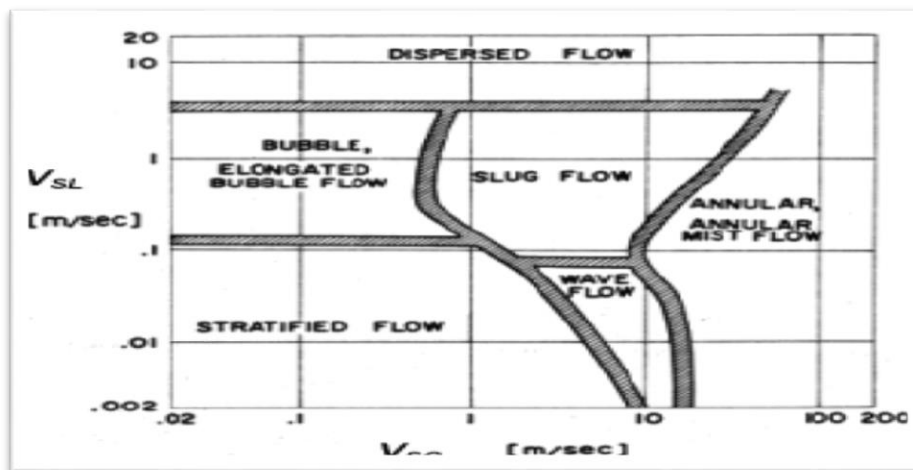 20
10
DISPERSED FLOW
BUBBLE,
ELONGATED
BUBBLE FLOW
1
SLUG FLOW
V_SL
[m/sec]
ANNULAR,
ANNULAR
MIST FLOW
.1
WAVE
FLOW
STRATIFIED FLOW
.01
.002
.02 .1 1 10 100 200
[m/sec]